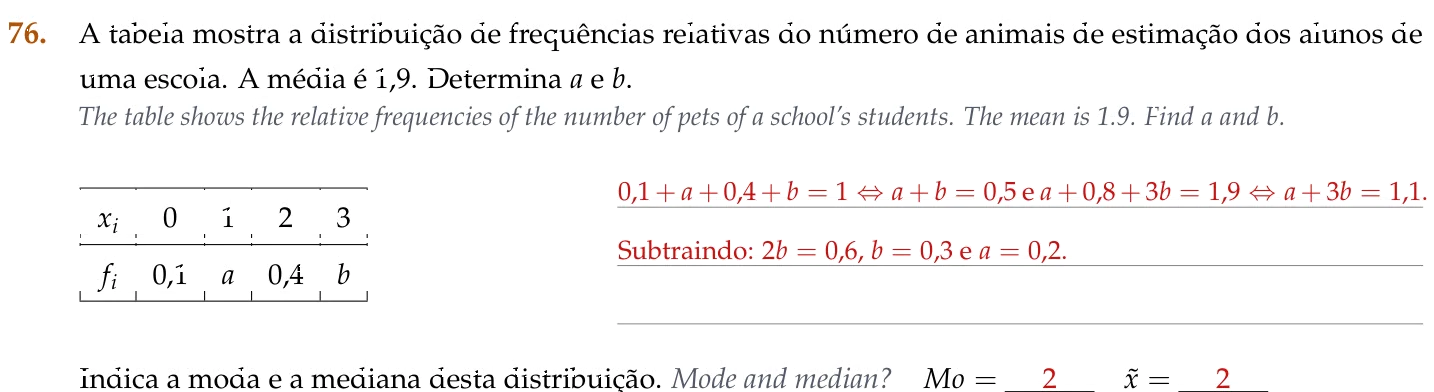 76. A tabela mostra a distribuição de frequências relativas do número de animais de estimação dos alunos de
uma escola. A média é 1,9. Determina a e b.
The table shows the relative frequencies of the number of pets of a school's students. The mean is 1.9. Find a and b.
0,1 + a + 0,4 + b = 1 ⇔ a + b = 0,5 e a + 0,8 + 3b = 1,9 ⇔ a + 3b = 1,1.
xᵢ 0 1 2 3
Subtraindo: 2b = 0,6, b = 0,3 e a = 0,2.
fᵢ 0,1 a 0,4 b
Indica a moda e a mediana desta distribuição. Mode and median? Mo = 2 x̃ = 2